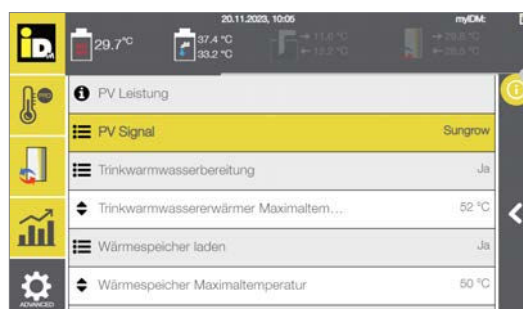 20.11.2023, 10:05
myIDM:
iD
29.7°C
37.4 °C
33.2 °C
PV Leistung
PV Signal Sungrow
Trinkwarmwasserbereitung Ja
Trinkwarmwassererwärmer Maximaltem... 52 °C
Wärmespeicher laden Ja
Wärmespeicher Maximaltemperatur 50 °C
ADVANCED